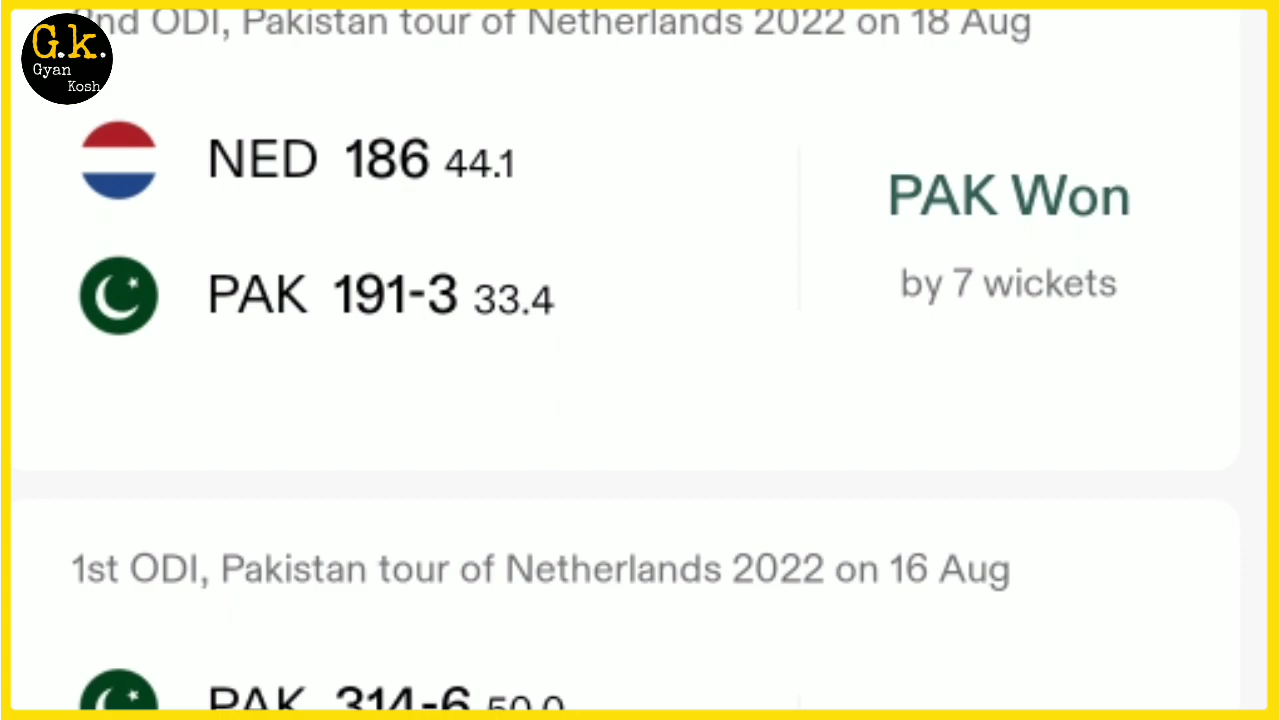 2nd ODI, Pakistan tour of Netherlands 2022 on 18 Aug
G.k.
Gyan
Kosh
NED 186 44.1
PAK 191-3 33.4
PAK Won
by 7 wickets
1st ODI, Pakistan tour of Netherlands 2022 on 16 Aug
PAK 314-6 50.0